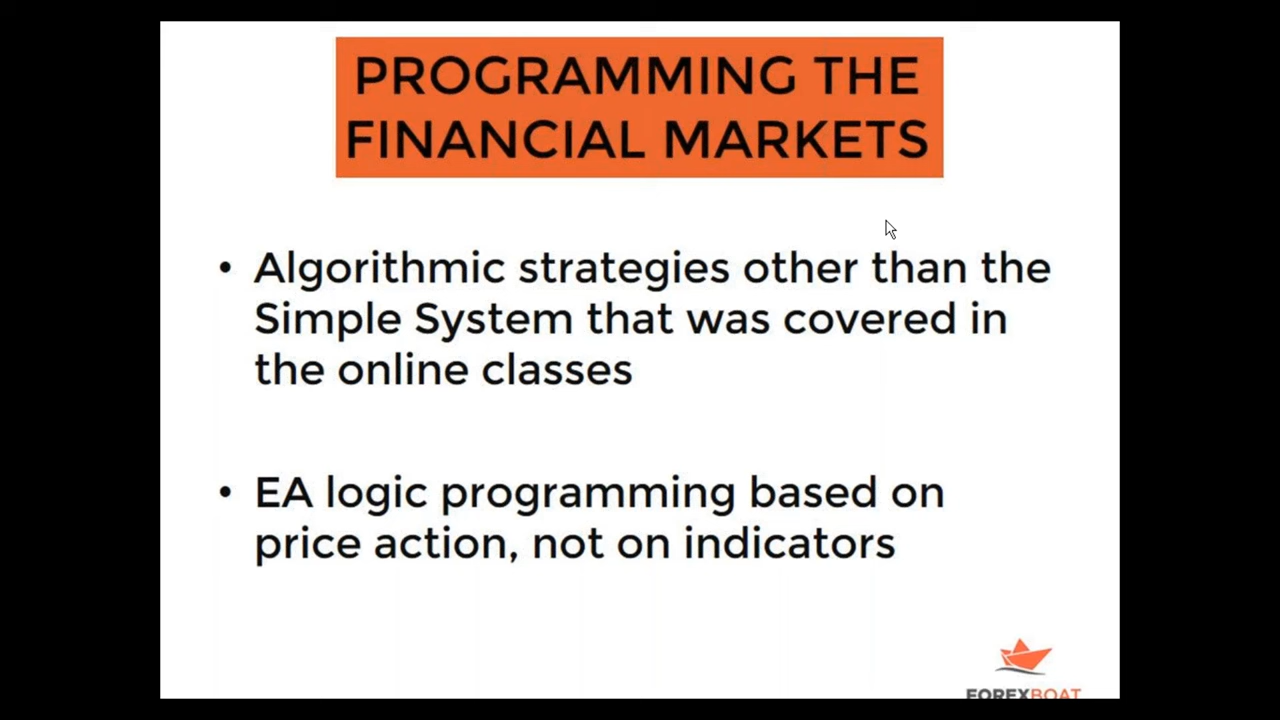 PROGRAMMING THE
FINANCIAL MARKETS
• Algorithmic strategies other than the
Simple System that was covered in
the online classes
• EA logic programming based on
price action, not on indicators
FOREXBOAT